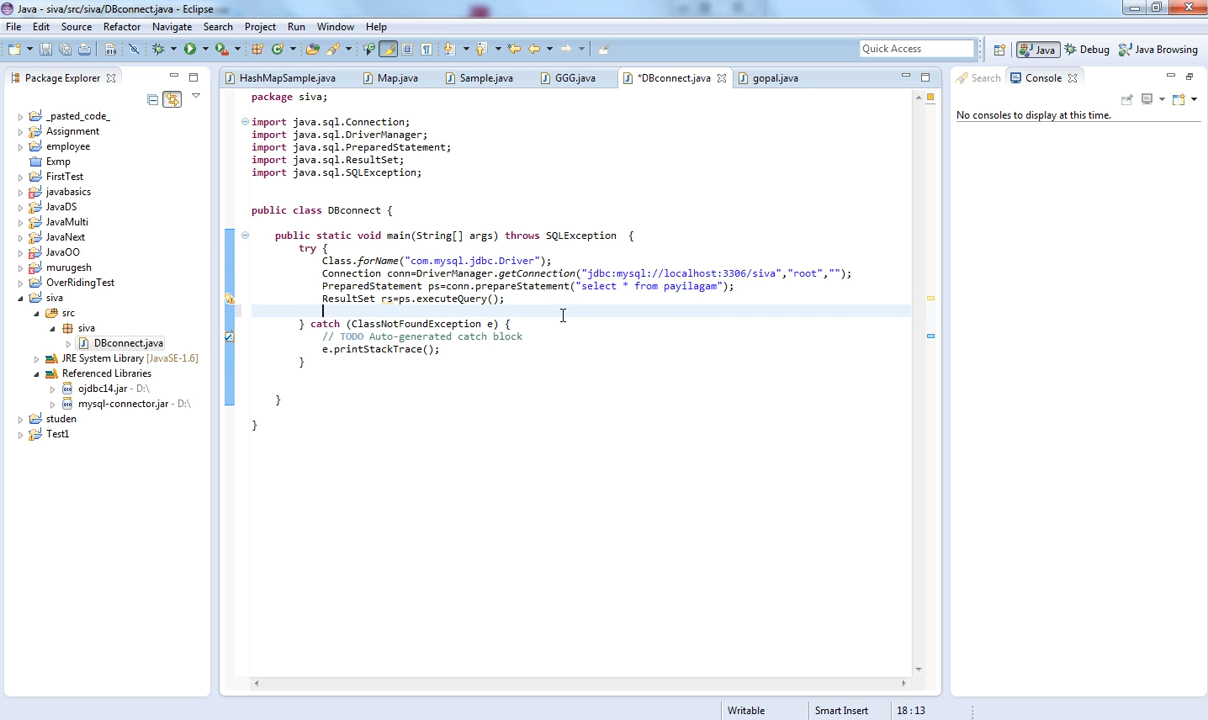 Java - siva/src/siva/DBconnect.java - Eclipse
File Edit Source Refactor Navigate Search Project Run Window Help
Quick Access
Java Debug Java Browsing
Package Explorer
HashMapSample.java Map.java Sample.java GGG.java *DBconnect.java gopal.java
Search Console
No consoles to display at this time.
_pasted_code_
Assignment
employee
Exmp
FirstTest
javabasics
JavaDS
JavaMulti
JavaNext
JavaOO
murugesh
OverRidingTest
siva
src
siva
DBconnect.java
JRE System Library [JavaSE-1.6]
Referenced Libraries
ojdbc14.jar - D:\
mysql-connector.jar - D:\
studen
Test1
package siva;
import java.sql.Connection;
import java.sql.DriverManager;
import java.sql.PreparedStatement;
import java.sql.ResultSet;
import java.sql.SQLException;
public class DBconnect {
public static void main(String[] args) throws SQLException {
try {
Class.forName("com.mysql.jdbc.Driver");
Connection conn=DriverManager.getConnection("jdbc:mysql://localhost:3306/siva","root","");
PreparedStatement ps=conn.prepareStatement("select * from payilagam");
ResultSet rs=ps.executeQuery();
} catch (ClassNotFoundException e) {
// TODO Auto-generated catch block
e.printStackTrace();
}
}
}
Writable Smart Insert 18 : 13